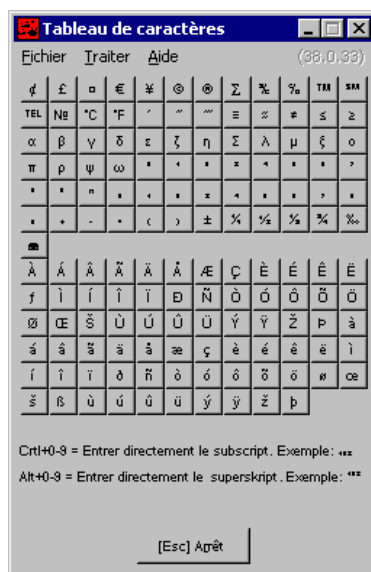 Tableau de caractères
Fichier Traiter Aide (38.0.33)
¢ £ ¤ € ¥ © ® Σ ™ SM
TEL № °C °F ′ ″ ‴ ≡ ≠ ≤ ≥
α β γ δ ε ζ η Σ λ μ ξ ο
π ρ ψ ω
+ - • ( ) ± ¼ ½ ¾ ‰
À Á Â Ã Ä Å Æ Ç È É Ê Ë
ƒ Ì Í Î Ï Ð Ñ Ò Ó Ô Õ Ö
Ø Œ Š Ù Ú Û Ü Ý Ÿ Ž Þ à
á â ã ä å æ ç è é ê ë ì
í î ï ð ñ ò ó ô õ ö ø œ
š ß ù ú û ü ý ÿ ž þ
Crtl+0-9 = Entrer directement le subscript. Exemple:
Alt+0-9 = Entrer directement le superskript. Exemple:
[Esc] Arrêt